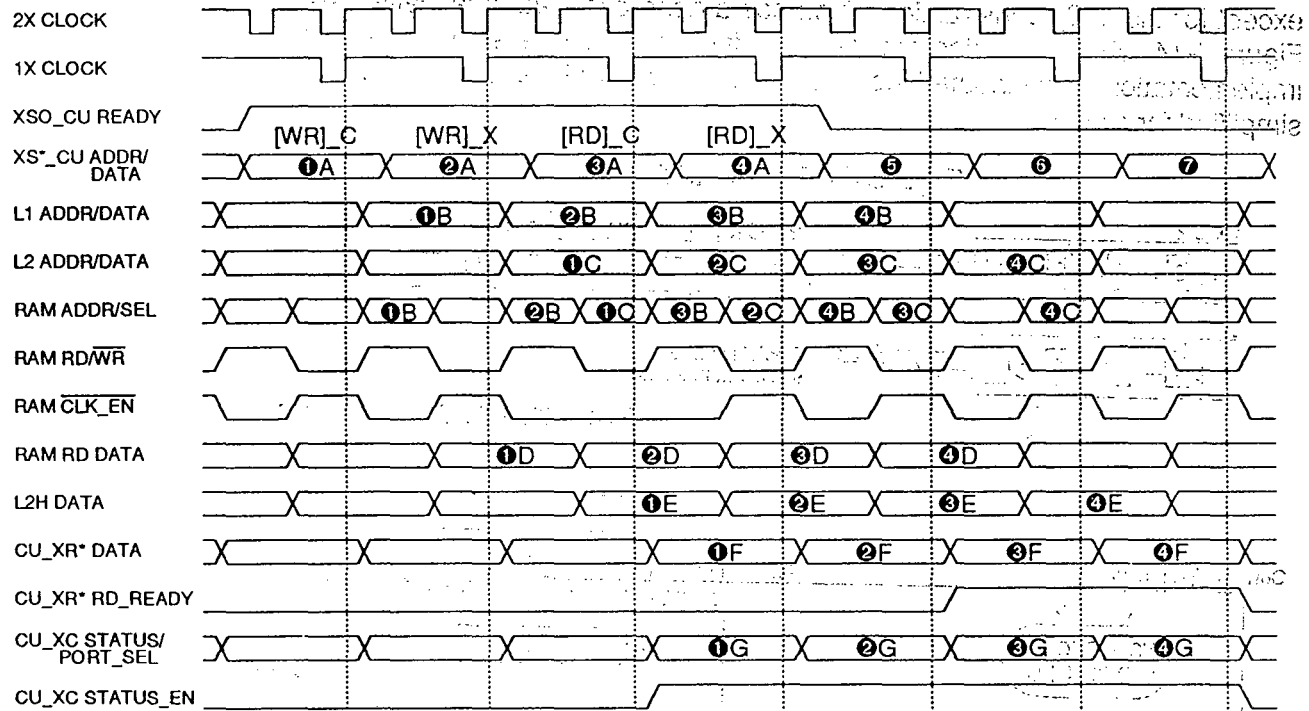 2X CLOCK
1X CLOCK
XSO_CU READY
[WR]_C [WR]_X [RD]_C [RD]_X
XS*_CU ADDR/
DATA
❶A ❷A ❸A ❹A ❺ ❻ ❼
L1 ADDR/DATA ❶B ❷B ❸B ❹B
L2 ADDR/DATA ❶C ❷C ❸C ❹C
RAM ADDR/SEL ❶B ❷B ❶C ❸B ❷C ❹B ❸C ❹C
RAM RD/W̅R̅
RAM C̅L̅K̅_̅E̅N̅
RAM RD DATA ❶D ❷D ❸D ❹D
L2H DATA ❶E ❷E ❸E ❹E
CU_XR* DATA ❶F ❷F ❸F ❹F
CU_XR* RD_READY
CU_XC STATUS/
PORT_SEL
❶G ❷G ❸G ❹G
CU_XC STATUS_EN